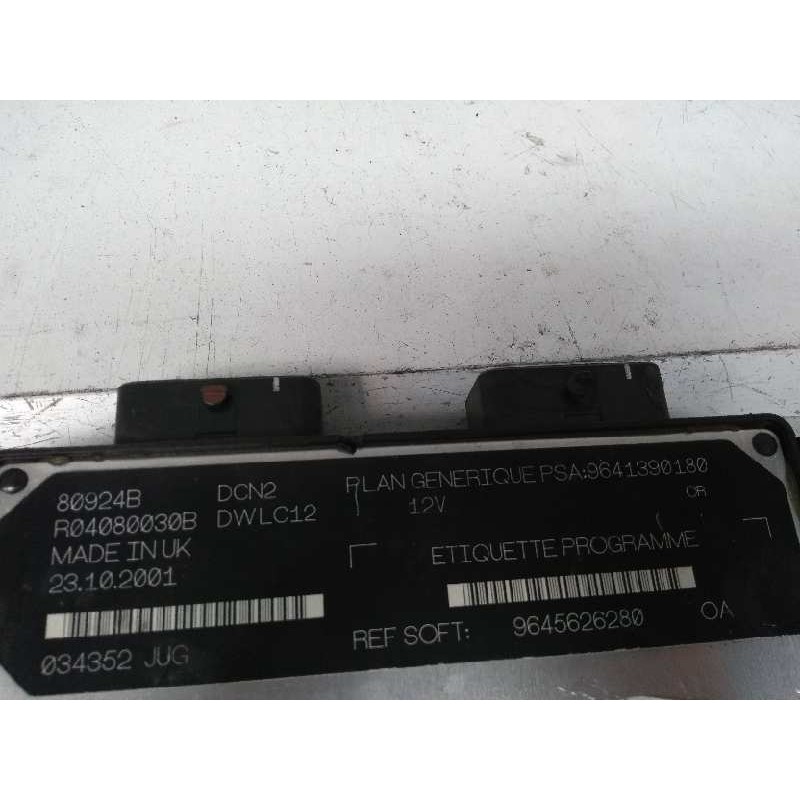 80924B DCN2
R04080030B DWLC12
MADE IN UK
23.10.2001
034352 JUG
PLAN GENERIQUE PSA:9641390180
12V CR
ETIQUETTE PROGRAMME
REF SOFT: 9645626280 0A